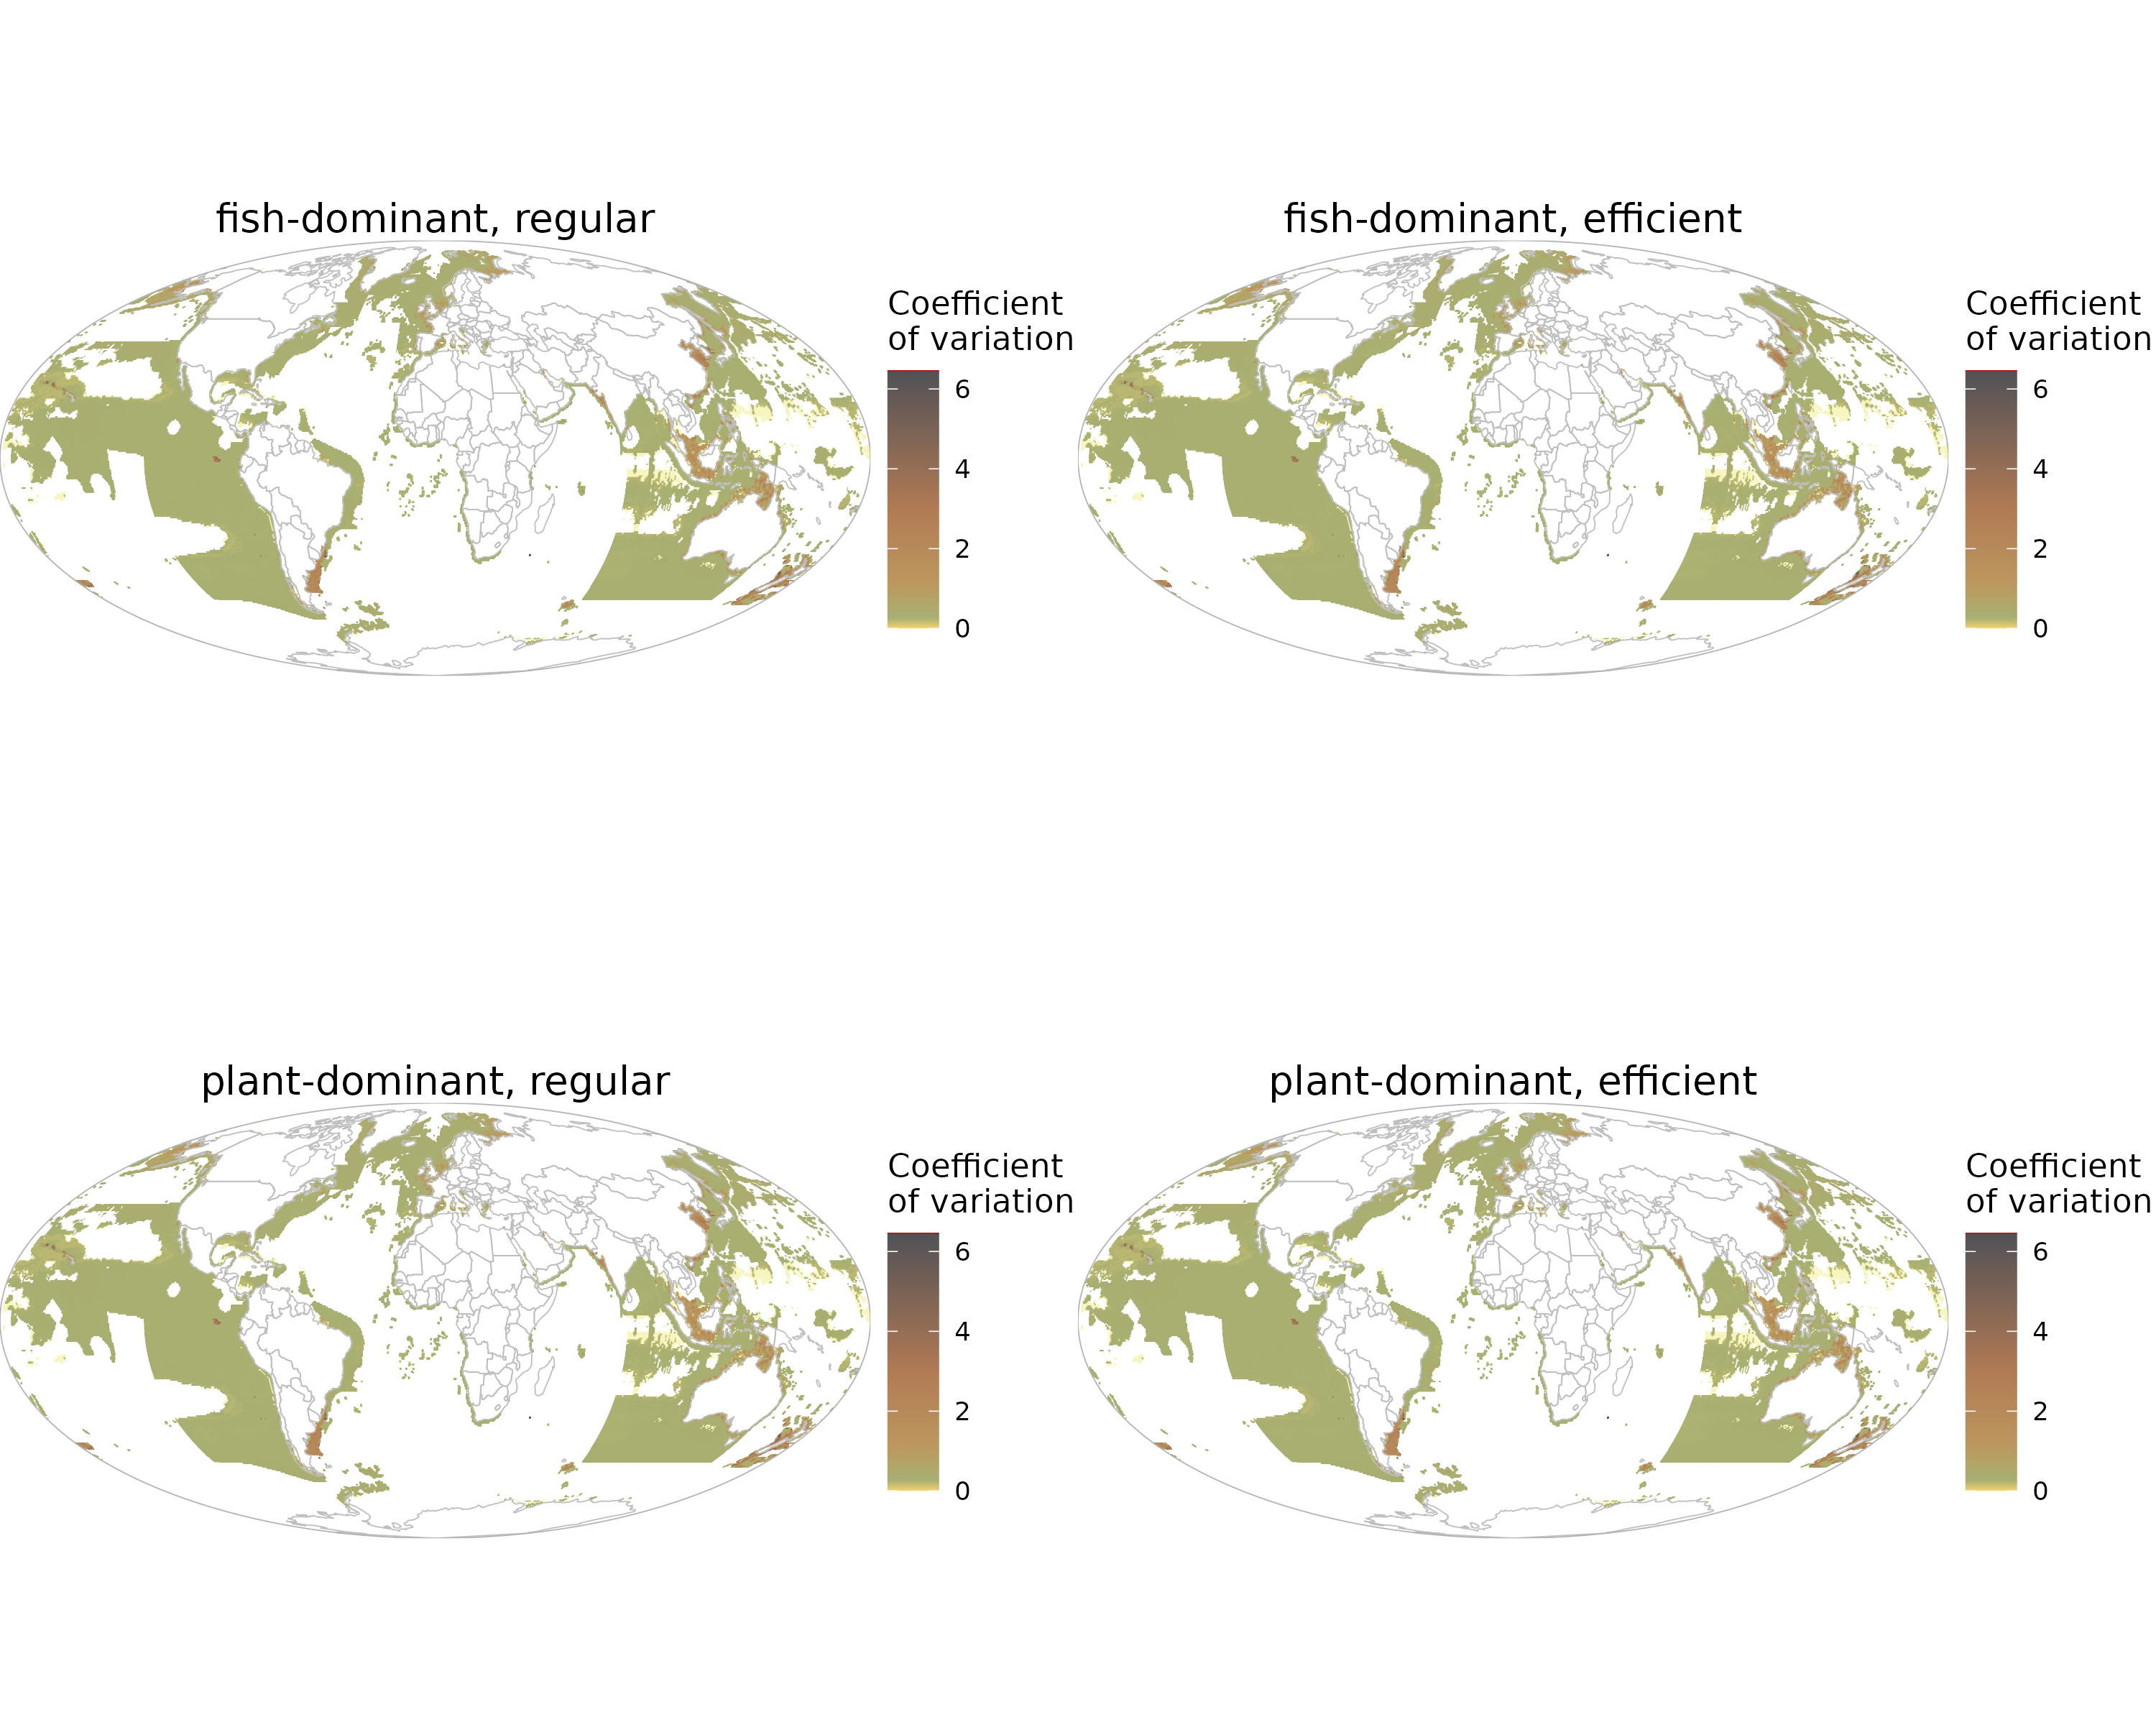 fish-dominant, regular
Coefficient
of variation
6
4
2
0
fish-dominant, efficient
Coefficient
of variation
6
4
2
0
plant-dominant, regular
Coefficient
of variation
6
4
2
0
plant-dominant, efficient
Coefficient
of variation
6
4
2
0